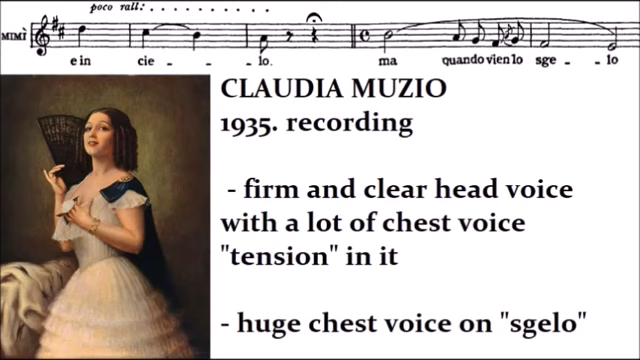 poco rall: . . . . . . . . .
MIMÌ
e in cie - . - lo. ma quando vien lo sge - - lo
CLAUDIA MUZIO
1935. recording
- firm and clear head voice
with a lot of chest voice
"tension" in it
- huge chest voice on "sgelo"